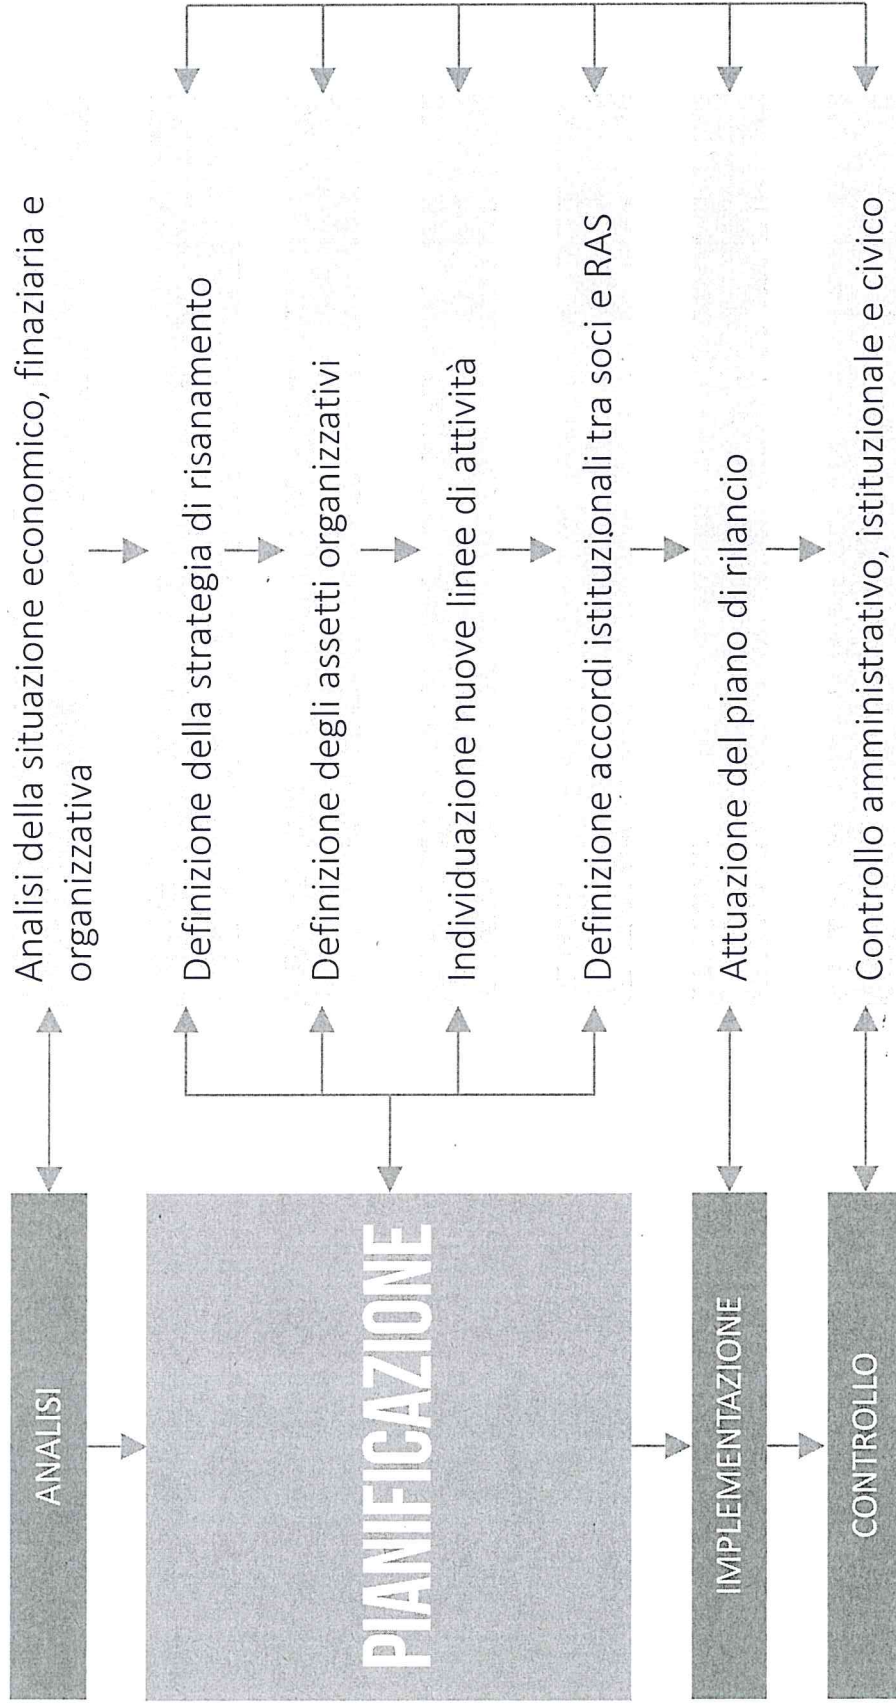 ANALISI
Analisi della situazione economico, finaziaria e
organizzativa
PIANIFICAZIONE
Definizione della strategia di risanamento
Definizione degli assetti organizzativi
Individuazione nuove linee di attività
Definizione accordi istituzionali tra soci e RAS
IMPLEMENTAZIONE
Attuazione del piano di rilancio
CONTROLLO
Controllo amministrativo, istituzionale e civico